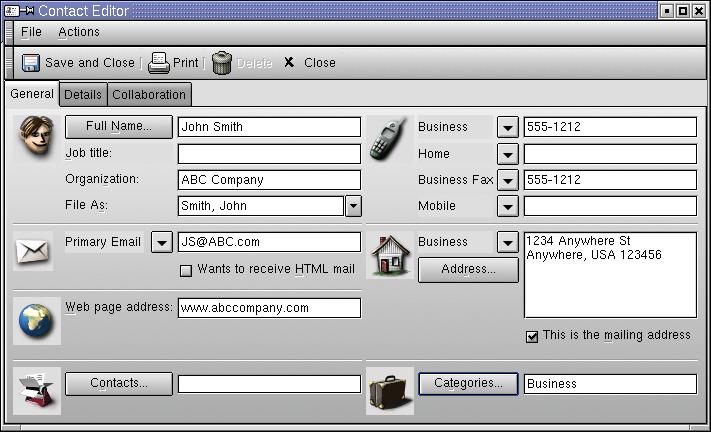 Contact Editor
File Actions
Save and Close Print Delete X Close
General Details Collaboration
Full Name... John Smith
Job title:
Organization: ABC Company
File As: Smith, John
Business 555-1212
Home
Business Fax 555-1212
Mobile
Primary Email JS@ABC.com
Wants to receive HTML mail
Business
Address...
1234 Anywhere St
Anywhere, USA 123456
This is the mailing address
Web page address: www.abccompany.com
Contacts...
Categories... Business